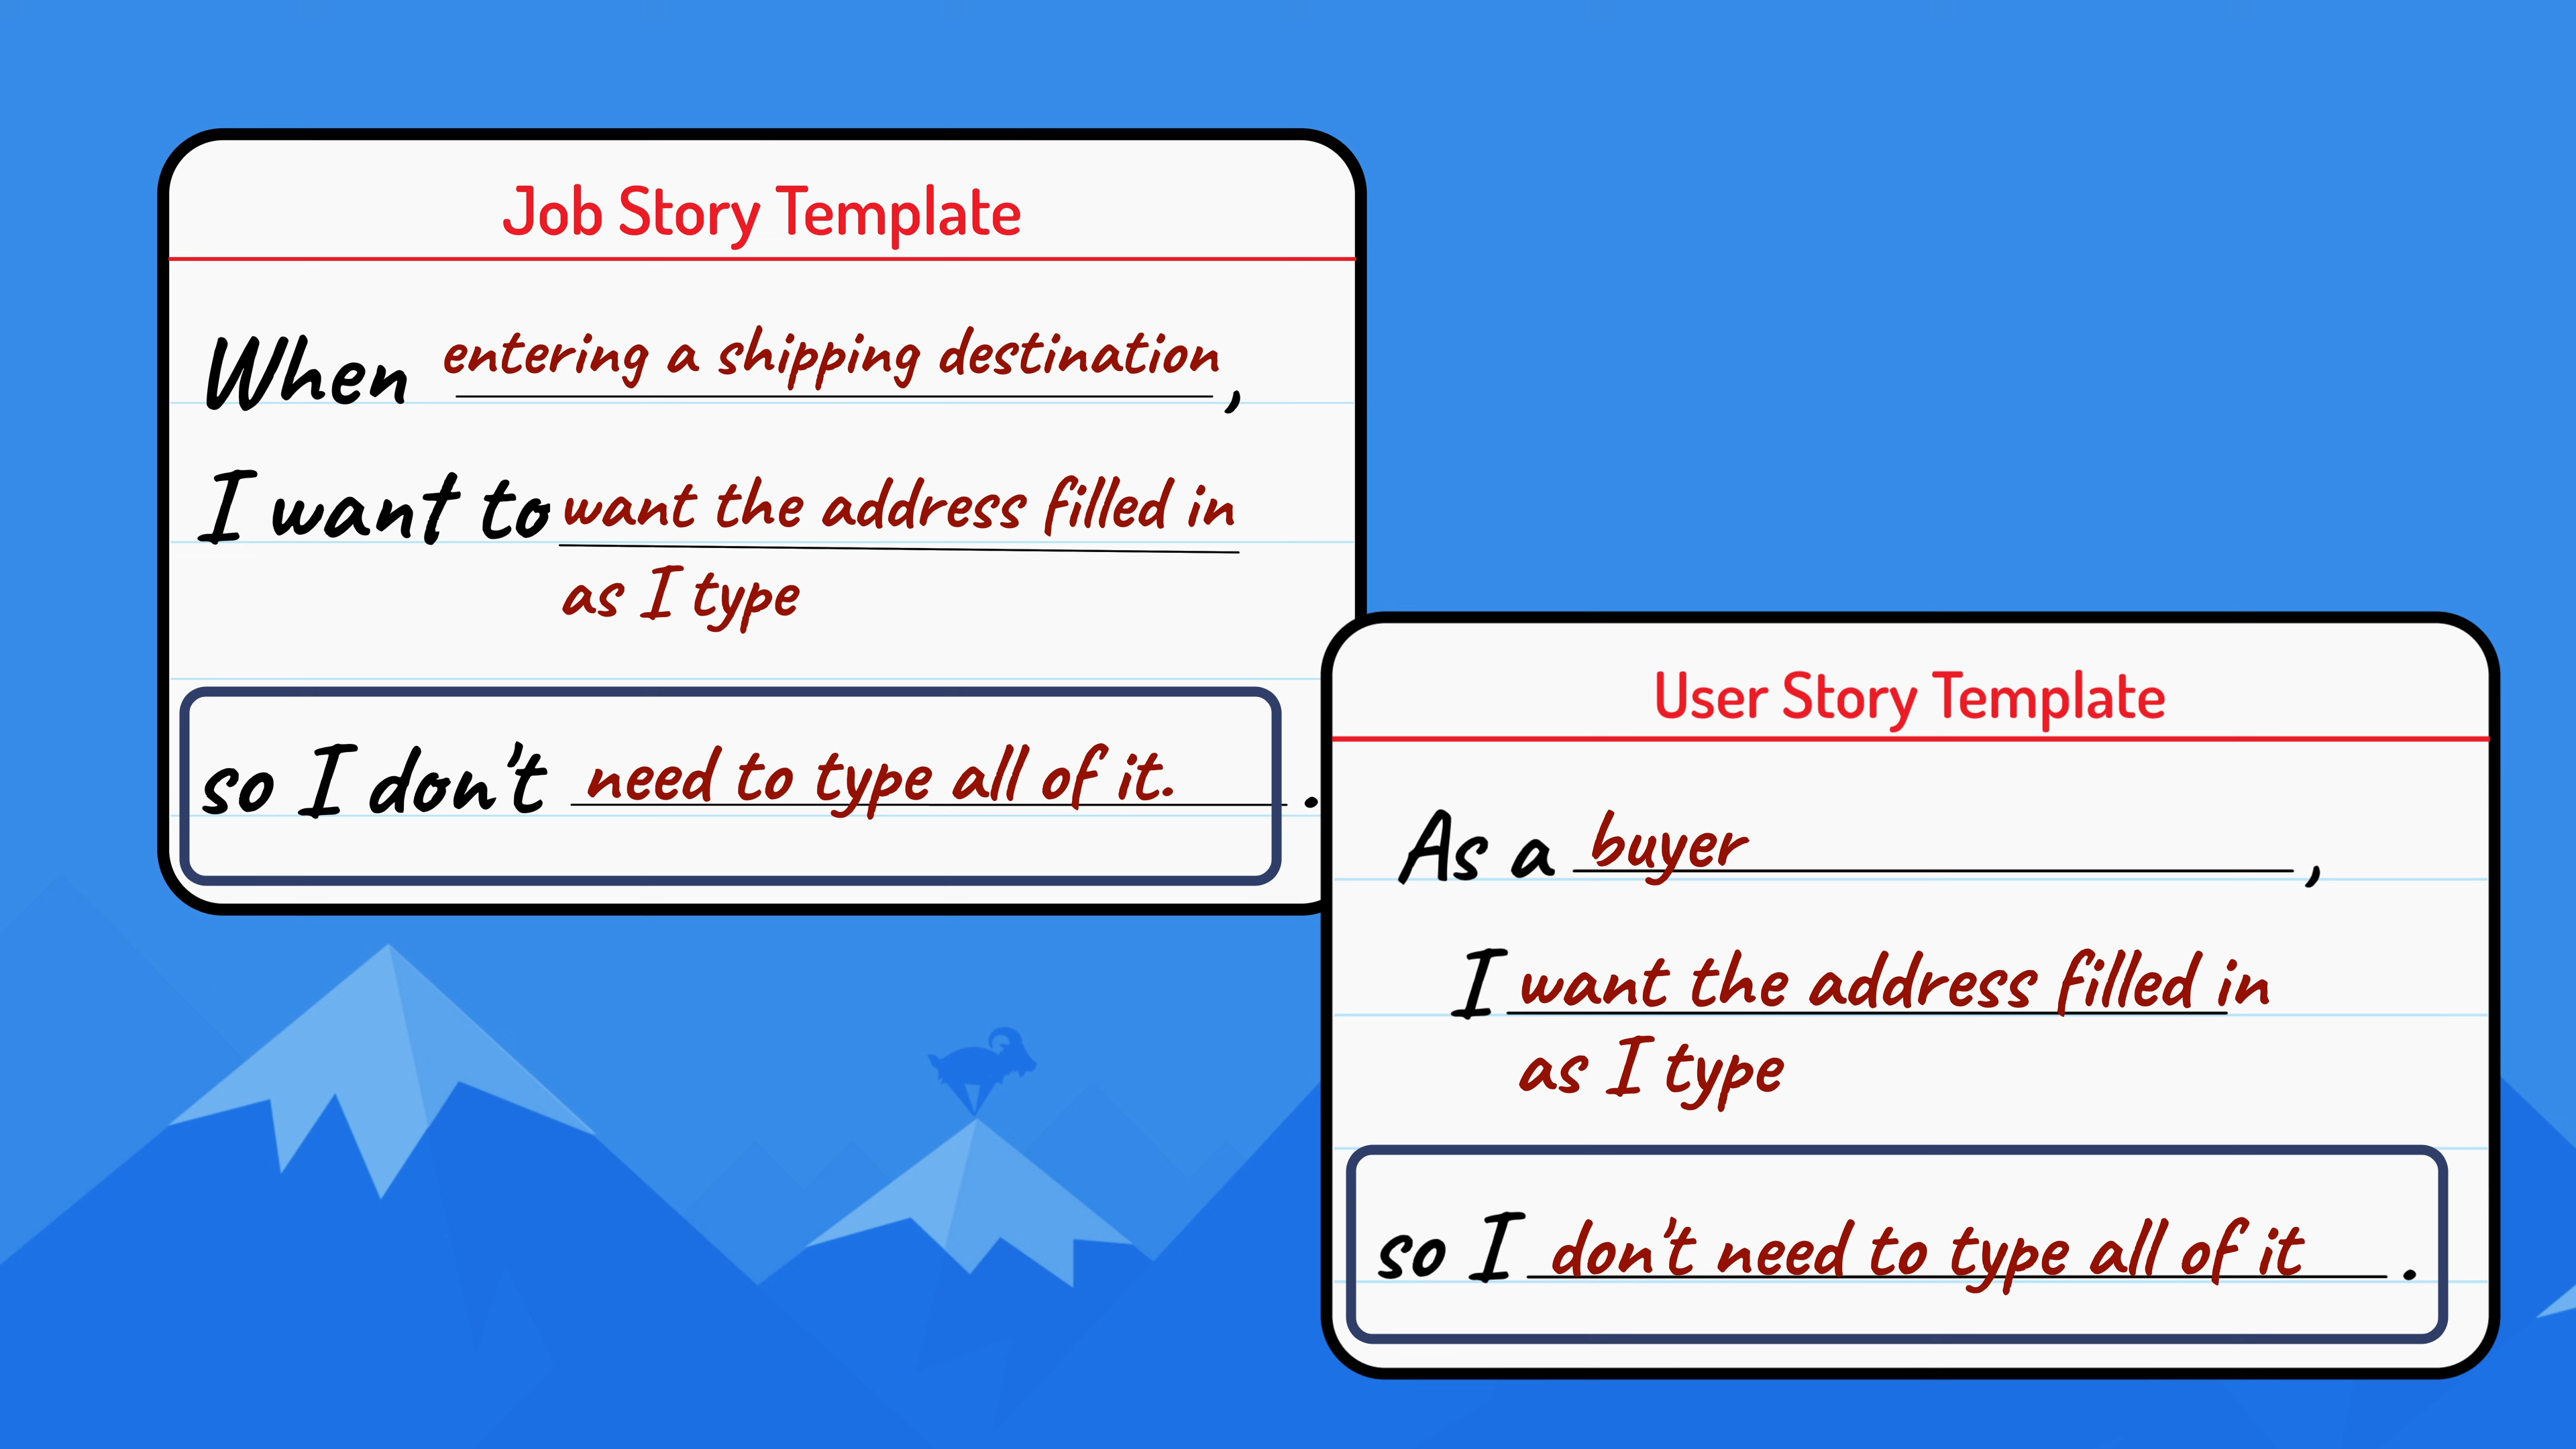 Job Story Template
When entering a shipping destination,
I want to want the address filled in
as I type
so I don't need to type all of it. .
User Story Template
As a buyer,
I want the address filled in
as I type
so I don't need to type all of it.